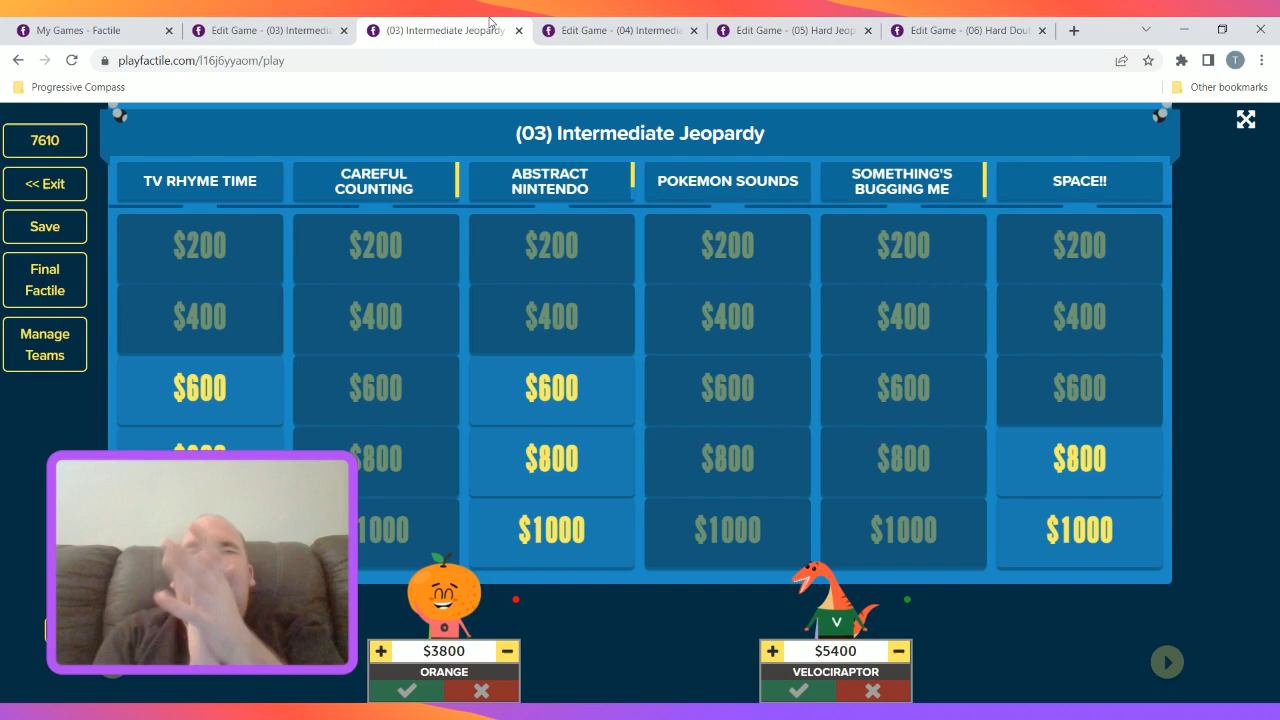 My Games - Factile
Edit Game - (03) Intermedia
(03) Intermediate Jeopardy
Edit Game - (04) Intermedia
Edit Game - (05) Hard Jeop
Edit Game - (06) Hard Dou
playfactile.com/l16j6yyaom/play
T
Progressive Compass
Other bookmarks
7610
<< Exit
Save
Final
Factile
Manage
Teams
(03) Intermediate Jeopardy
TV RHYME TIME
CAREFUL
COUNTING
ABSTRACT
NINTENDO
POKEMON SOUNDS
SOMETHING'S
BUGGING ME
SPACE!!
$200 $200 $200 $200 $200 $200
$400 $400 $400 $400 $400 $400
$600 $600 $600 $600 $600 $600
$800 $800 $800 $800 $800
1000 $1000 $1000 $1000 $1000
O
V
+ $3800 −
ORANGE
+ $5400 −
VELOCIRAPTOR